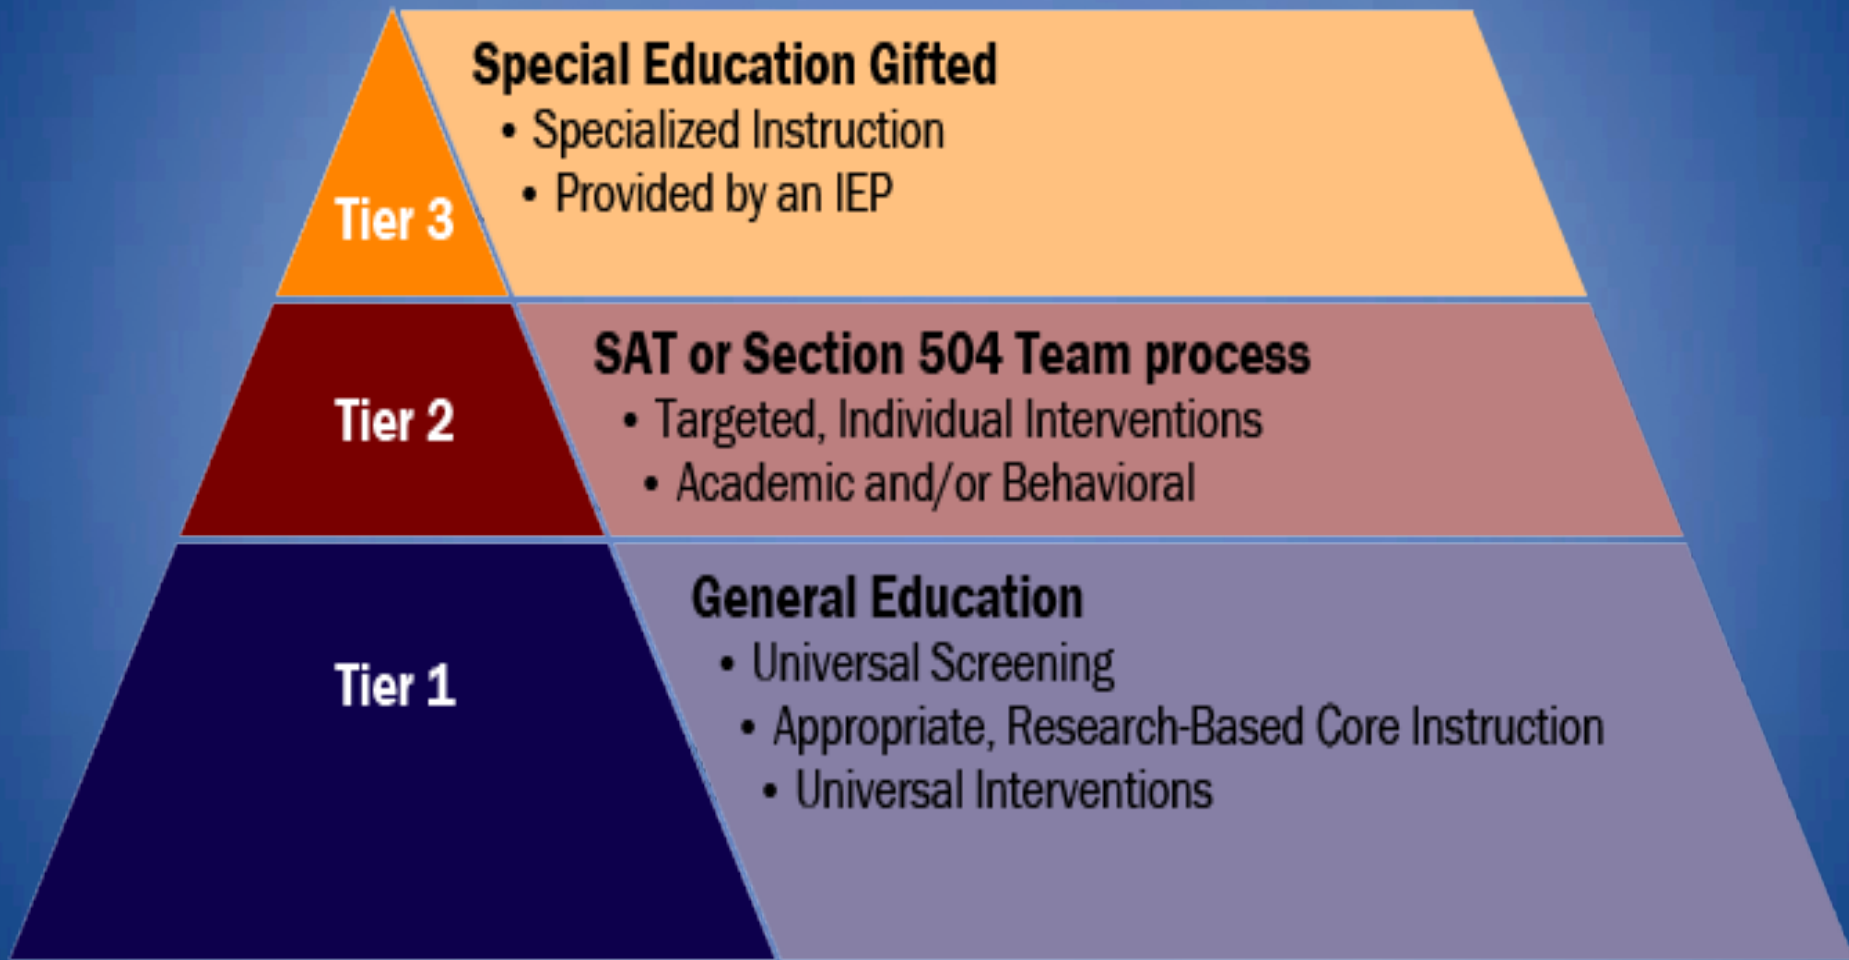 Special Education Gifted
• Specialized Instruction
• Provided by an IEP
Tier 3
SAT or Section 504 Team process
• Targeted, Individual Interventions
• Academic and/or Behavioral
Tier 2
General Education
• Universal Screening
• Appropriate, Research-Based Core Instruction
• Universal Interventions
Tier 1